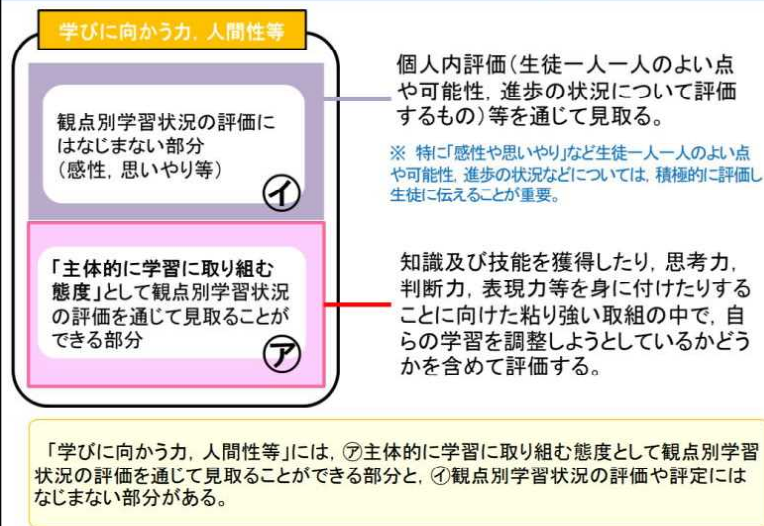 学びに向かう力，人間性等
観点別学習状況の評価に
はなじまない部分
（感性，思いやり等）
㋑
個人内評価（生徒一人一人のよい点
や可能性，進歩の状況について評価
するもの）等を通じて見取る。
※ 特に「感性や思いやり」など生徒一人一人のよい点
や可能性，進歩の状況などについては，積極的に評価し
生徒に伝えることが重要。
「主体的に学習に取り組む
態度」として観点別学習状況
の評価を通じて見取ることが
できる部分
㋐
知識及び技能を獲得したり，思考力，
判断力，表現力等を身に付けたりする
ことに向けた粘り強い取組の中で，自
らの学習を調整しようとしているかどう
かを含めて評価する。
「学びに向かう力，人間性等」には，㋐主体的に学習に取り組む態度として観点別学習
状況の評価を通じて見取ることができる部分と，㋑観点別学習状況の評価や評定には
なじまない部分がある。